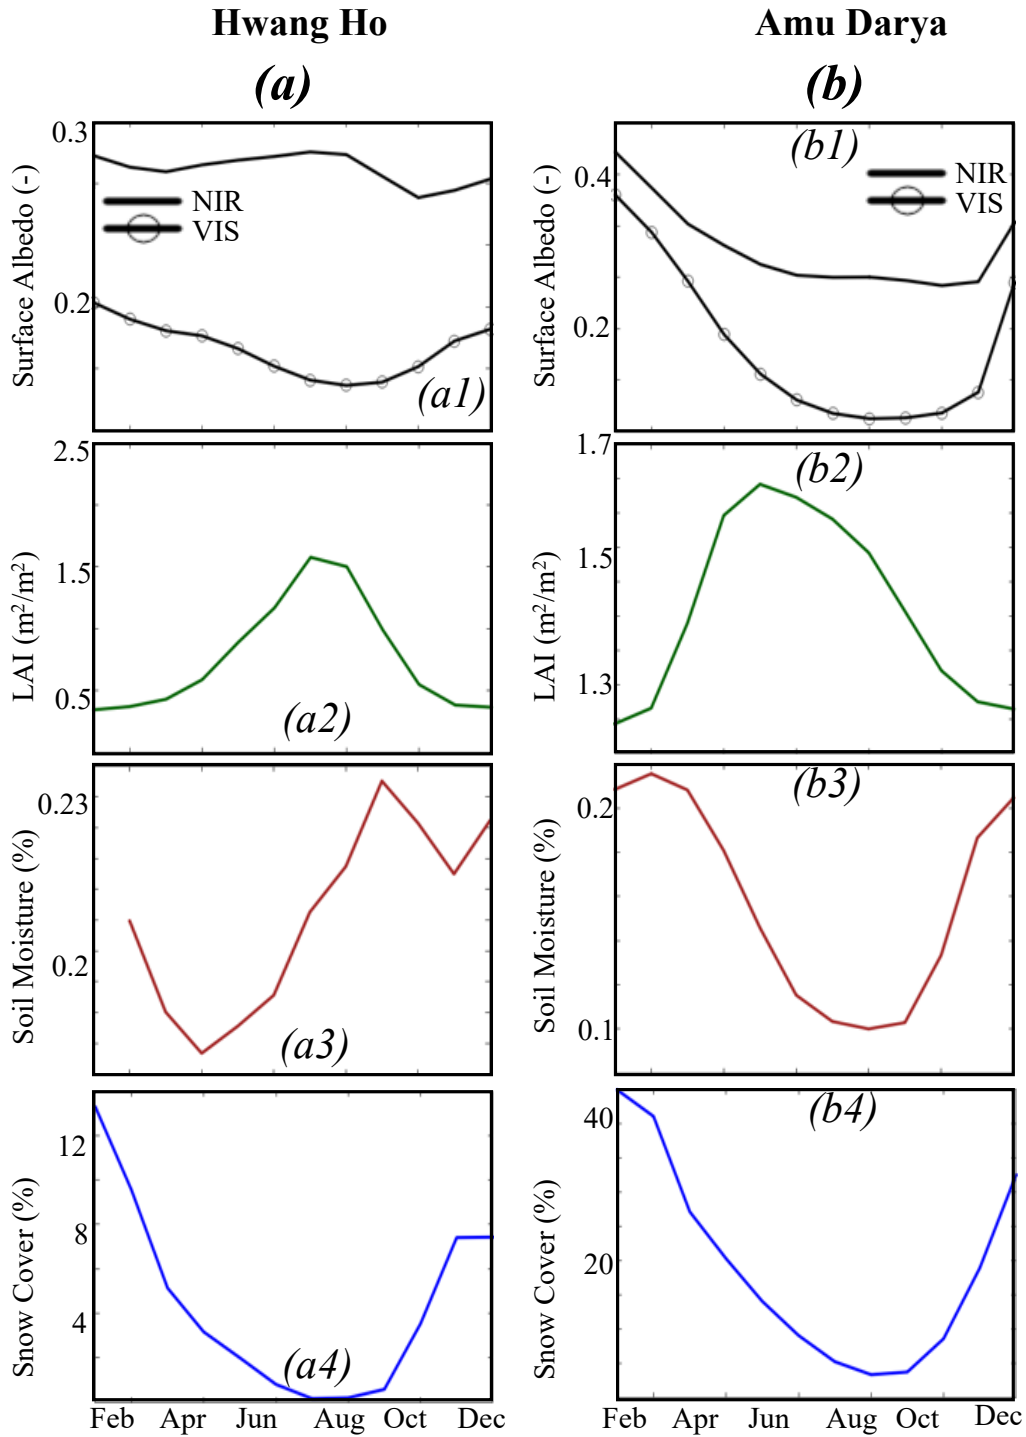 Hwang Ho
Amu Darya
(a)
(b)
0.3
0.2
Surface Albedo (-)
NIR
VIS
(a1)
(b1)
0.4
0.2
Surface Albedo (-)
NIR
VIS
2.5
1.5
0.5
LAI (m²/m²)
(a2)
1.7
1.5
1.3
LAI (m²/m²)
(b2)
0.23
0.2
Soil Moisture (%)
(a3)
0.2
0.1
Soil Moisture (%)
(b3)
12
8
4
Snow Cover (%)
(a4)
40
20
Snow Cover (%)
(b4)
Feb Apr Jun Aug Oct Dec
Feb Apr Jun Aug Oct Dec